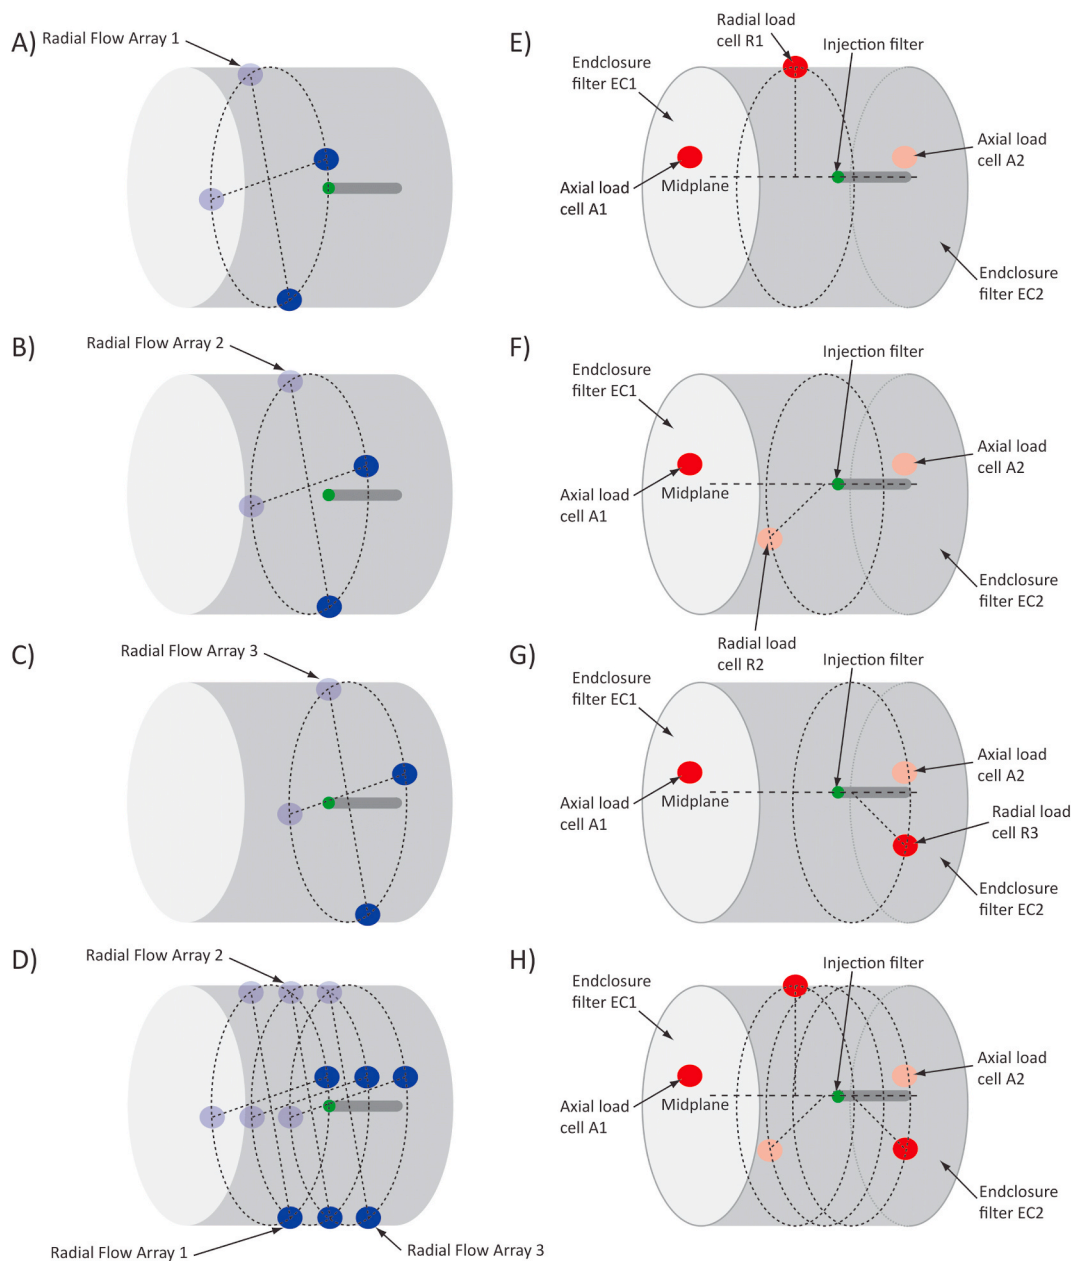 A)
Radial Flow Array 1
B)
Radial Flow Array 2
C)
Radial Flow Array 3
D)
Radial Flow Array 2
Radial Flow Array 1
Radial Flow Array 3
E)
Radial load
cell R1
Injection filter
Endclosure
filter EC1
Axial load
cell A2
Axial load
cell A1
Midplane
Endclosure
filter EC2
F)
Injection filter
Endclosure
filter EC1
Axial load
cell A2
Axial load
cell A1
Midplane
Endclosure
filter EC2
Radial load
cell R2
G)
Injection filter
Endclosure
filter EC1
Axial load
cell A2
Axial load
cell A1
Midplane
Radial load
cell R3
Endclosure
filter EC2
H)
Injection filter
Endclosure
filter EC1
Axial load
cell A2
Axial load
cell A1
Midplane
Endclosure
filter EC2